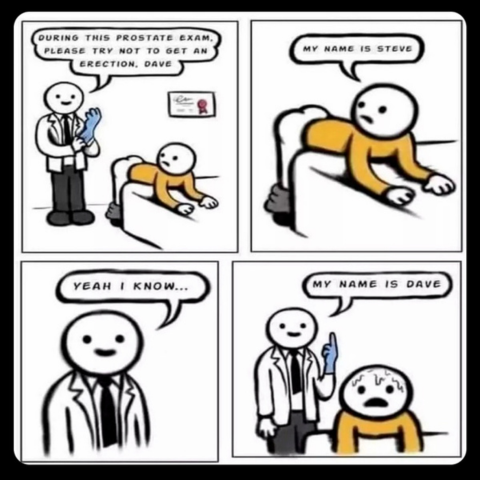 DURING THIS PROSTATE EXAM,
PLEASE TRY NOT TO GET AN
ERECTION, DAVE
MY NAME IS STEVE
YEAH I KNOW...
MY NAME IS DAVE